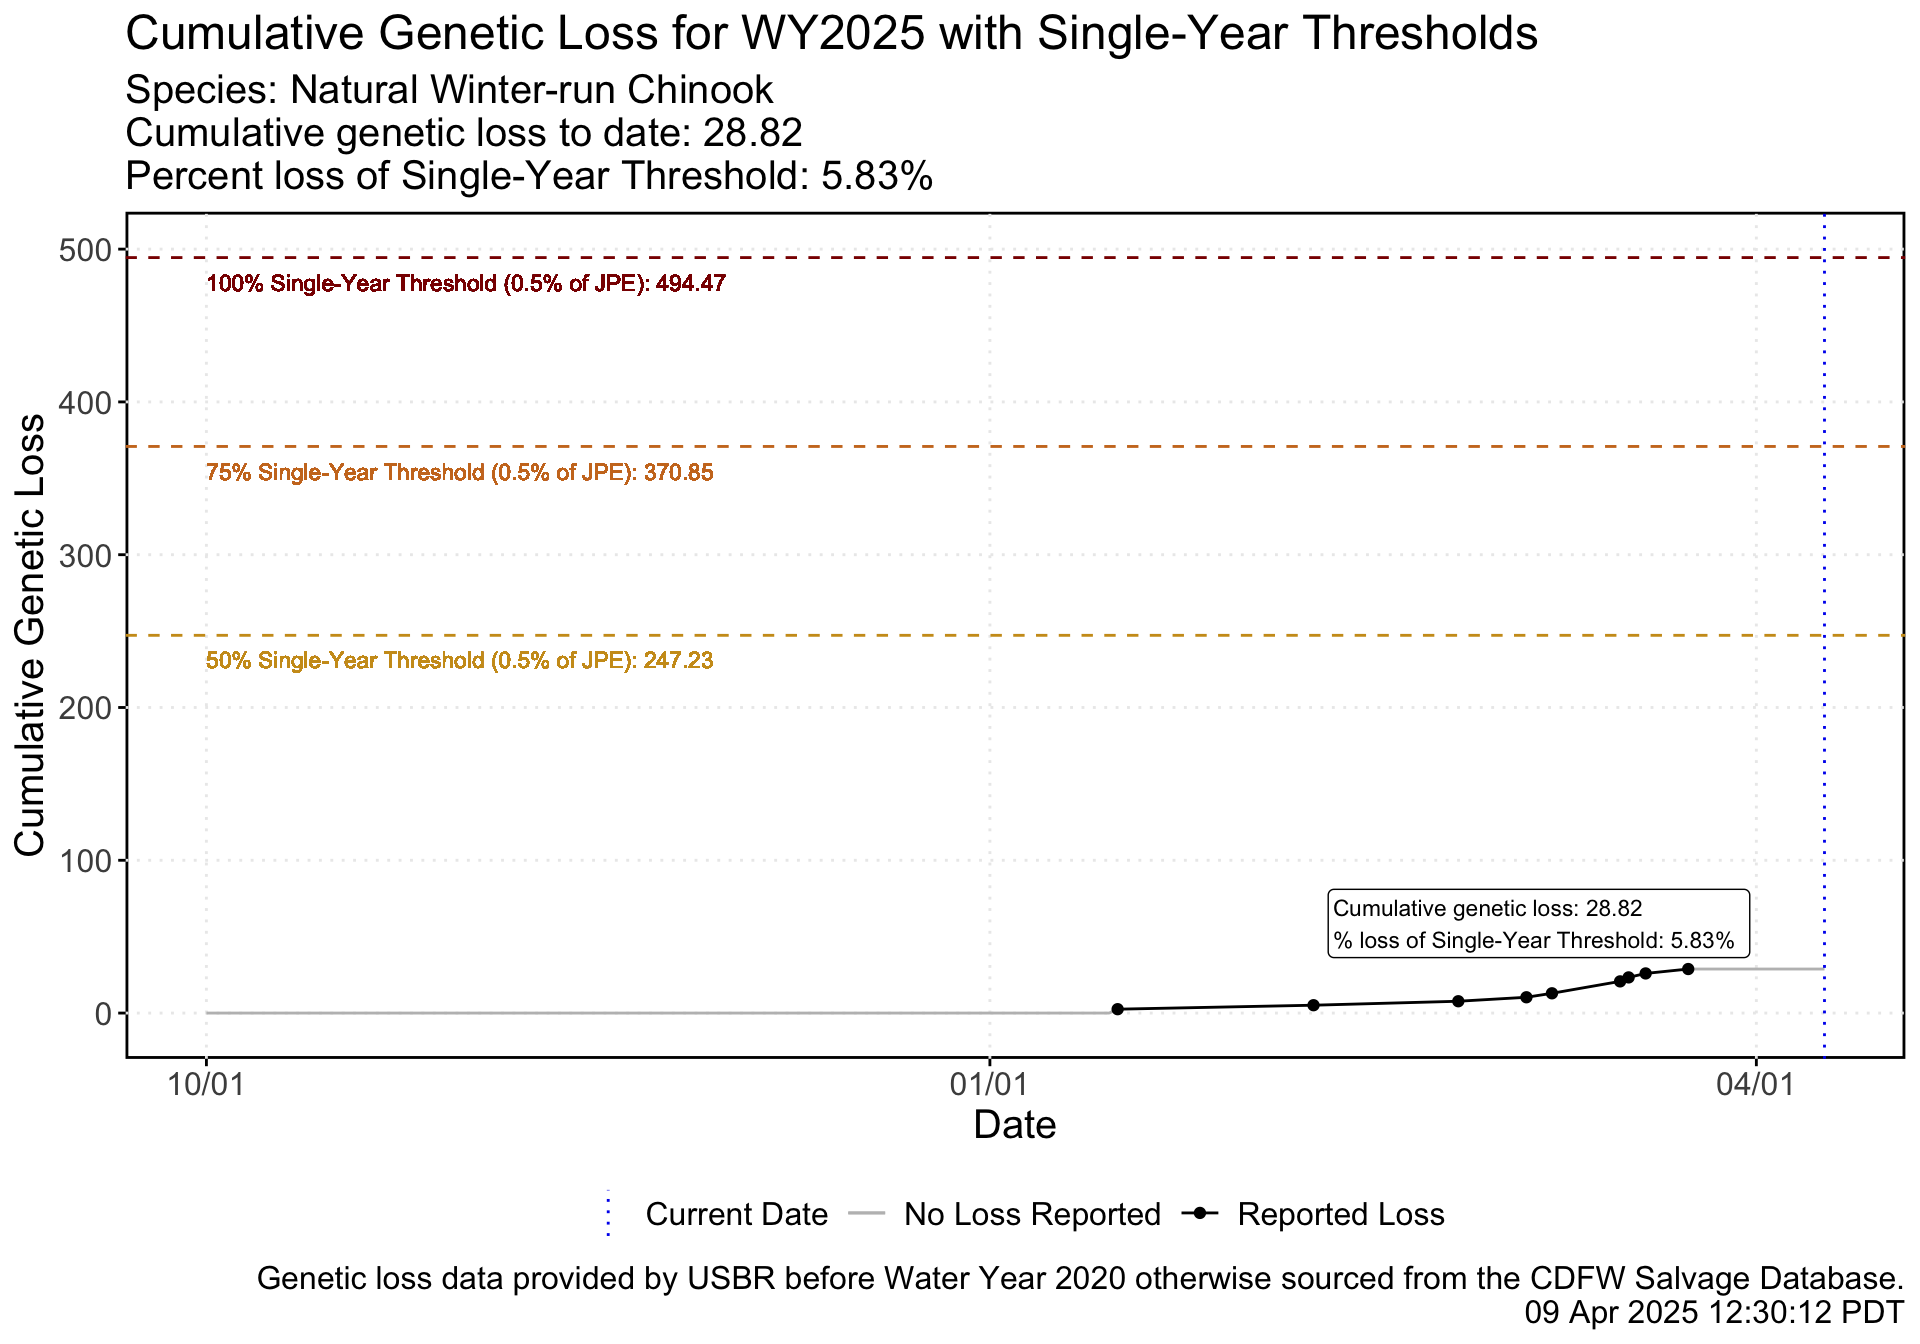 Cumulative Genetic Loss for WY2025 with Single-Year Thresholds
Species: Natural Winter-run Chinook
Cumulative genetic loss to date: 28.82
Percent loss of Single-Year Threshold: 5.83%
Cumulative Genetic Loss
500
400
300
200
100
0
100% Single-Year Threshold (0.5% of JPE): 494.47
75% Single-Year Threshold (0.5% of JPE): 370.85
50% Single-Year Threshold (0.5% of JPE): 247.23
Cumulative genetic loss: 28.82
% loss of Single-Year Threshold: 5.83%
10/01
01/01
04/01
Date
Current Date
No Loss Reported
Reported Loss
Genetic loss data provided by USBR before Water Year 2020 otherwise sourced from the CDFW Salvage Database.
09 Apr 2025 12:30:12 PDT